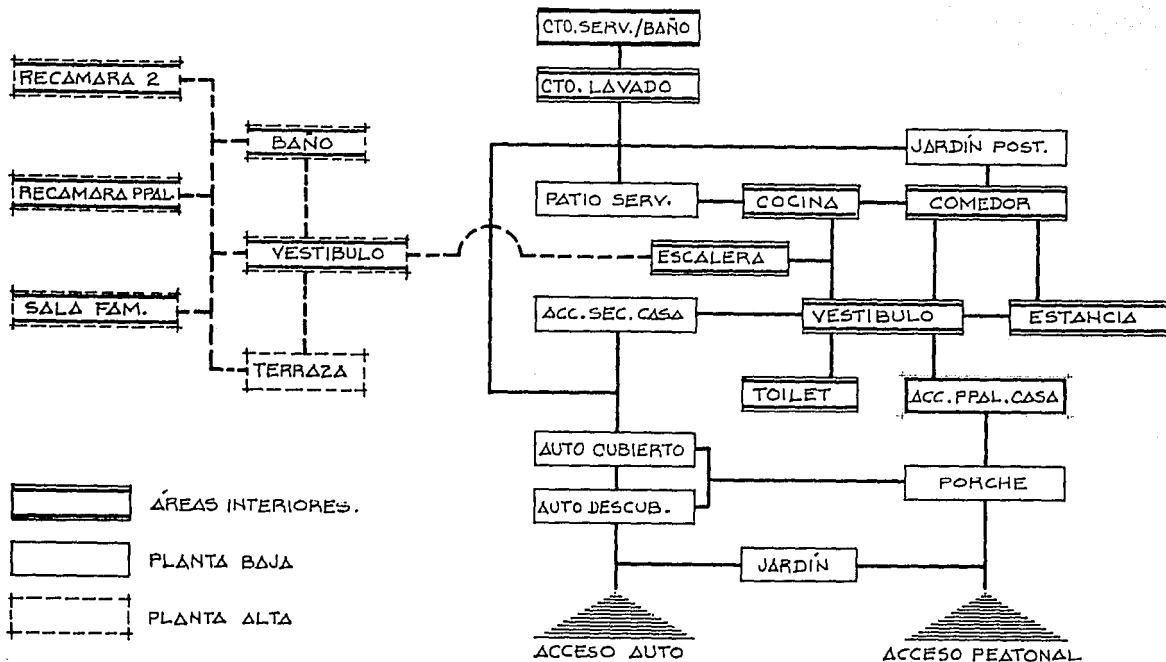 CTO.SERV./BAÑO
RECAMARA 2
CTO. LAVADO
BAÑO
JARDÍN POST.
RECAMARA PPAL
PATIO SERV.
COCINA
COMEDOR
VESTIBULO
ESCALERA
SALA FAM.
ACC.SEC.CASA
VESTIBULO
ESTANCIA
TERRAZA
TOILET
ACC.PPAL.CASA
AUTO CUBIERTO
PORCHE
ÁREAS INTERIORES.
AUTO DESCUB.
PLANTA BAJA
JARDÍN
PLANTA ALTA
ACCESO AUTO
ACCESO PEATONAL